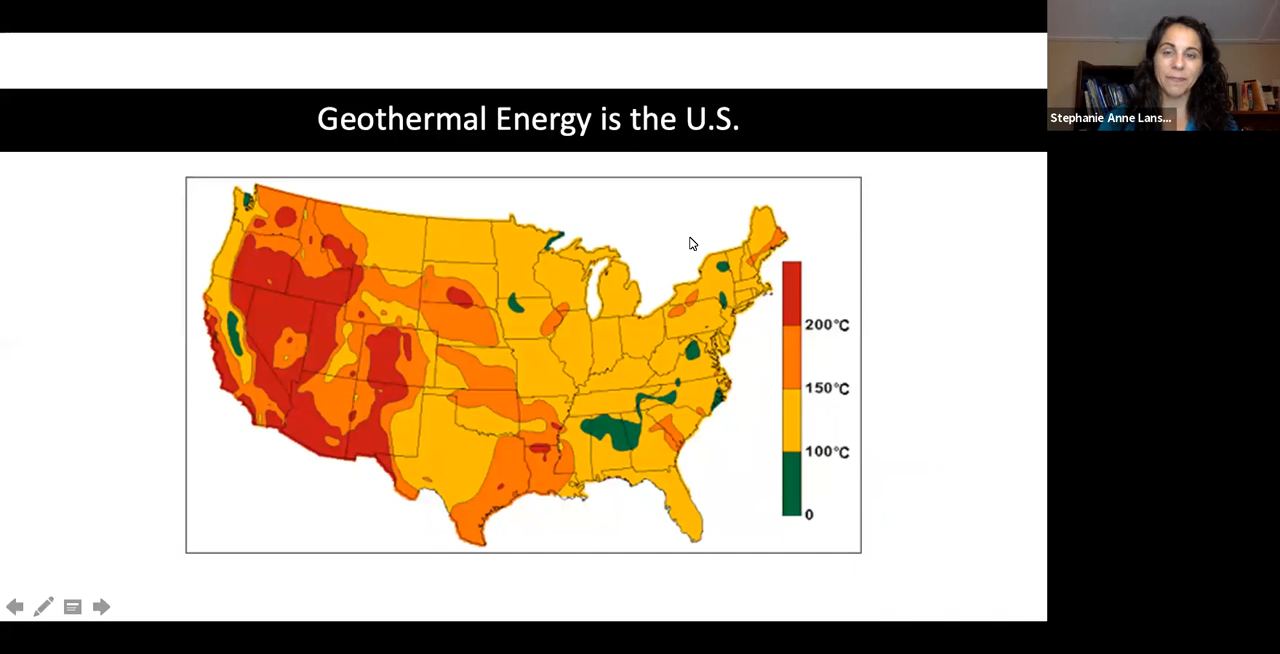 Geothermal Energy is the U.S.
Stephanie Anne Lans...
200°C
150°C
100°C
0